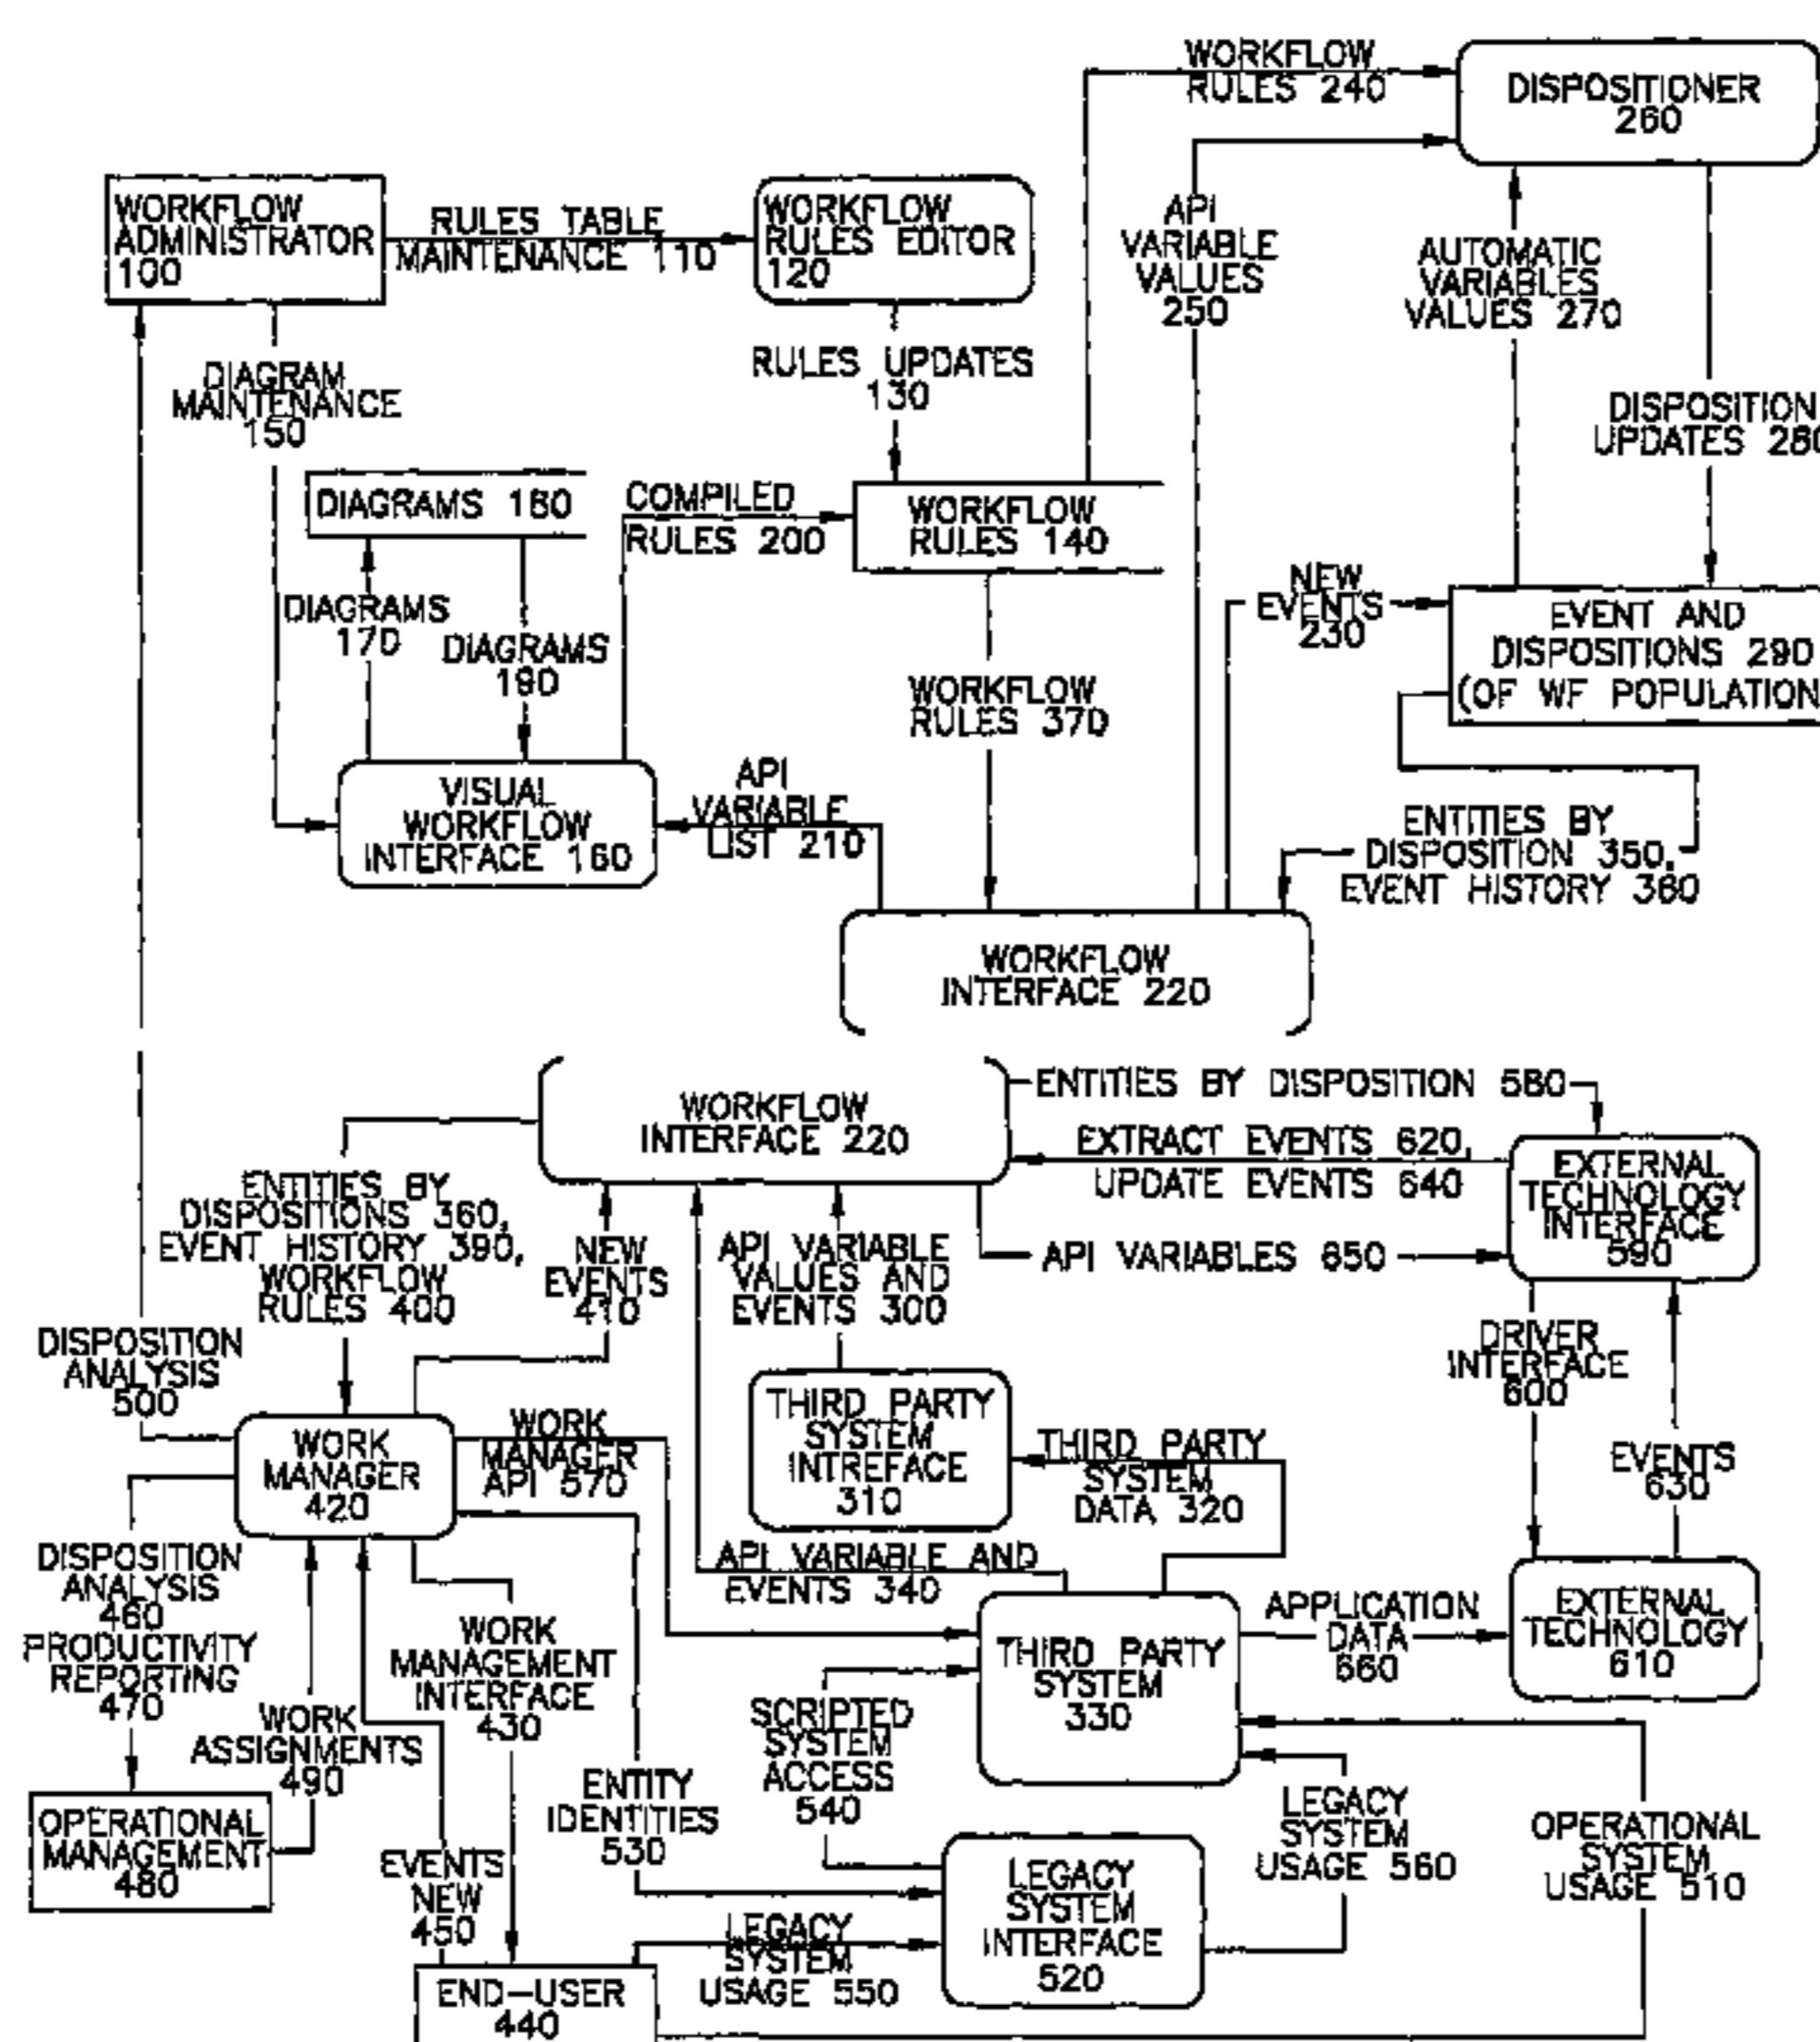 WORKFLOW
RULES 240
DISPOSITIONER
260
WORKFLOW
ADMINISTRATOR
100
RULES TABLE
MAINTENANCE 110
WORKFLOW
RULES EDITOR
120
API
VARIABLE
VALUES
250
AUTOMATIC
VARIABLES
VALUES 270
DIAGRAM
MAINTENANCE
150
RULES UPDATES
130
DISPOSITION
UPDATES 280
DIAGRAMS 180
COMPILED
RULES 200
WORKFLOW
RULES 140
DIAGRAMS
170
DIAGRAMS
190
NEW
EVENTS
230
EVENT AND
DISPOSITIONS 290
(OF WF POPULATION
WORKFLOW
RULES 370
VISUAL
WORKFLOW
INTERFACE 160
API
VARIABLE
LIST 210
ENTITIES BY
DISPOSITION 350,
EVENT HISTORY 360
WORKFLOW
INTERFACE 220
WORKFLOW
INTERFACE 220
ENTITIES BY DISPOSITION 580
EXTRACT EVENTS 620,
UPDATE EVENTS 640
EXTERNAL
TECHNOLOGY
INTERFACE
590
ENTITIES BY
DISPOSITIONS 360,
EVENT HISTORY 390,
WORKFLOW
RULES 400
NEW
EVENTS
410
API VARIABLE
VALUES AND
EVENTS 300
API VARIABLES 650
DISPOSITION
ANALYSIS
500
DRIVER
INTERFACE
600
WORK
MANAGER
420
WORK
MANAGER
API 570
THIRD PARTY
SYSTEM
INTREFACE
310
THIRD PARTY
SYSTEM
DATA 320
EVENTS
630
DISPOSITION
ANALYSIS
460
PRODUCTIVITY
REPORTING
470
API VARIABLE AND
EVENTS 340
WORK
MANAGEMENT
INTERFACE
430
THIRD PARTY
SYSTEM
330
APPLICATION
DATA
660
EXTERNAL
TECHNOLOGY
610
WORK
ASSIGNMENTS
490
SCRIPTED
SYSTEM
ACCESS
540
ENTITY
IDENTITIES
530
LEGACY
SYSTEM
USAGE 560
OPERATIONAL
SYSTEM
USAGE 510
OPERATIONAL
MANAGEMENT
480
EVENTS
NEW
450
LEGACY
SYSTEM
USAGE 550
LEGACY
SYSTEM
INTERFACE
520
END-USER
440